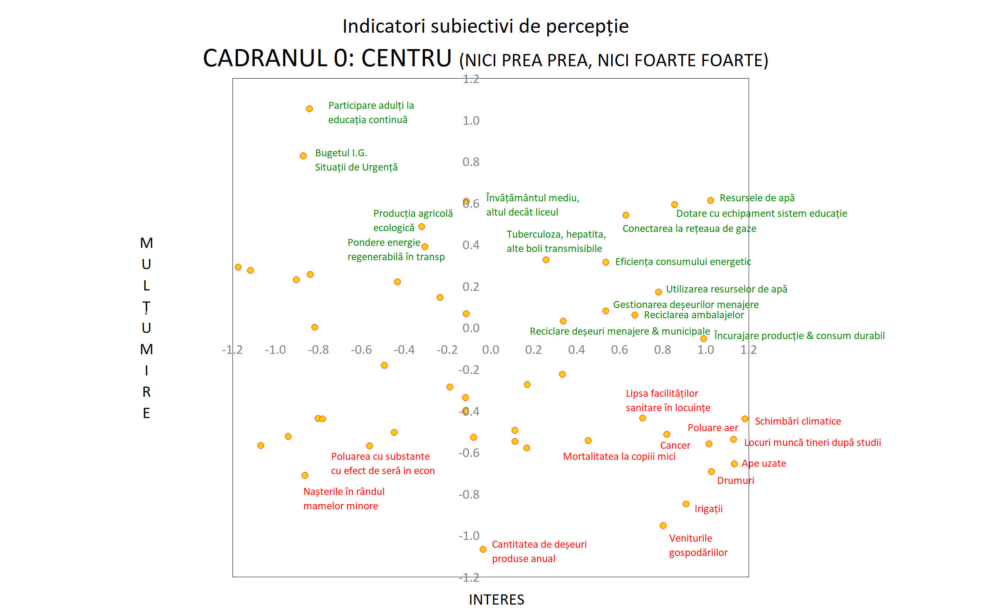 Indicatori subiectivi de percepție
CADRANUL 0: CENTRU (NICI PREA PREA, NICI FOARTE FOARTE)
1.2
Participare adulți la
educația continuă
1.0
Bugetul I.G.
Situații de Urgență
0.8
Învățământul mediu,
altul decât liceul
0.6
Resursele de apă
Dotare cu echipament sistem educație
Conectarea la rețeaua de gaze
Producția agricolă
ecologică
Tuberculoza, hepatita,
alte boli transmisibile
Pondere energie
regenerabilă în transp
0.4
Eficiența consumului energetic
0.2
Utilizarea resurselor de apă
Gestionarea deșeurilor menajere
Reciclarea ambalajelor
0.0
Reciclare deșeuri menajere & municipale
Încurajare producție & consum durabil
-1.2 -1.0 -0.8 -0.6 -0.4 -0.2 0.0 0.2 0.4 0.6 0.8 1.0 1.2
-0.2
Lipsa facilităților
sanitare în locuințe
-0.4
Schimbări climatice
Poluare aer
Cancer
Locuri muncă tineri după studii
-0.6
Mortalitatea la copiii mici
Poluarea cu substante
cu efect de seră in econ
Ape uzate
Drumuri
-0.8
Nașterile în rândul
mamelor minore
Irigații
-1.0
Veniturile
gospodăriilor
Cantitatea de deșeuri
produse anual
-1.2
M
U
L
Ț
U
M
I
R
E
INTERES